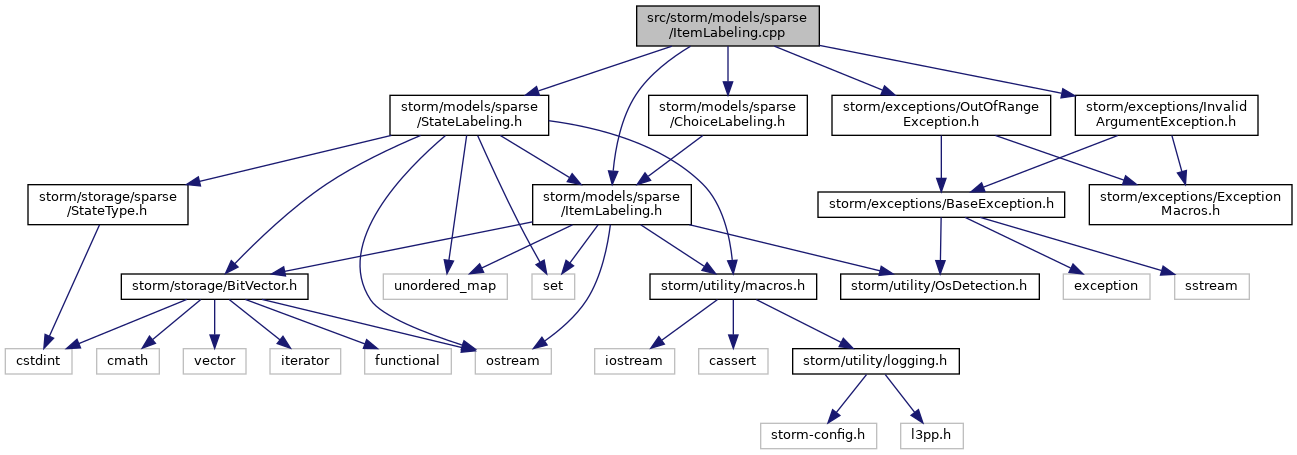 src/storm/models/sparse
/ItemLabeling.cpp
storm/models/sparse
/StateLabeling.h
storm/models/sparse
/ChoiceLabeling.h
storm/exceptions/OutOfRange
Exception.h
storm/exceptions/Invalid
ArgumentException.h
storm/storage/sparse
/StateType.h
storm/models/sparse
/ItemLabeling.h
storm/exceptions/BaseException.h
storm/exceptions/Exception
Macros.h
storm/storage/BitVector.h
unordered_map
set
storm/utility/macros.h
storm/utility/OsDetection.h
exception
sstream
cstdint
cmath
vector
iterator
functional
ostream
iostream
cassert
storm/utility/logging.h
storm-config.h
l3pp.h